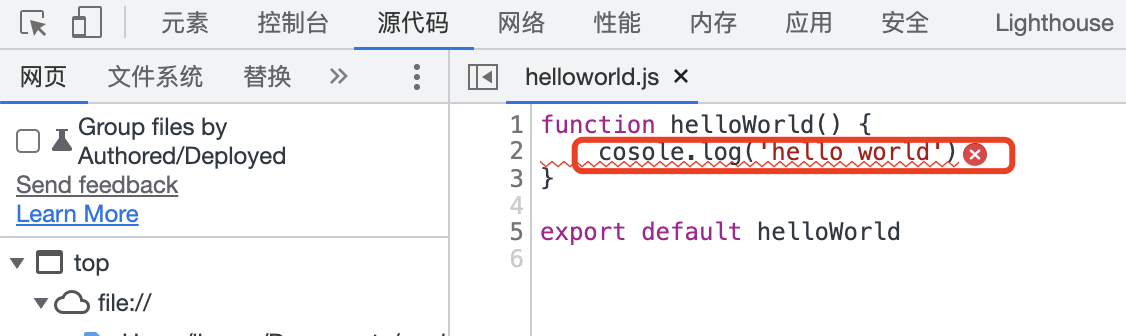 元素 控制台 源代码 网络 性能 内存 应用 安全 Lighthouse
网页 文件系统 替换 »
helloworld.js ×
Group files by
Authored/Deployed
Send feedback
Learn More
top
file://
1 function helloWorld() {
2 cosole.log('hello world')
3 }
4
5 export default helloWorld
6